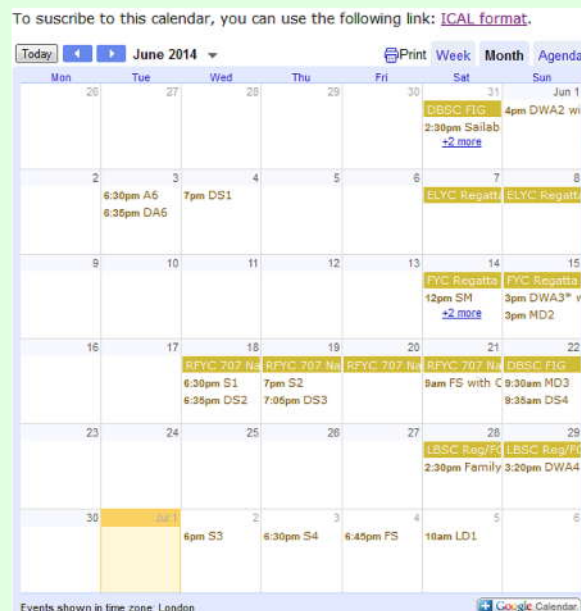 To suscribe to this calendar, you can use the following link: ICAL format.
Today June 2014 Print Week Month Agenda
Mon Tue Wed Thu Fri Sat Sun
26 27 28 29 30 31 Jun 1
DBSC FIG 4pm DWA2 wi
2:30pm Sailab
+2 more
2 3 4 5 6 7 8
6:30pm A6 7pm DS1 ELYC Regatta ELYC Regatta
6:35pm DA6
9 10 11 12 13 14 15
FYC Regatta FYC Regatta
12pm SM 3pm DWA3* w
+2 more 3pm MD2
16 17 18 19 20 21 22
RFYC 707 Na RFYC 707 Na RFYC 707 Na RFYC 707 Na DBSC FIG
6:30pm S1 7pm S2 9am FS with C 9:30am MD3
6:35pm DS2 7:05pm DS3 9:35am DS4
23 24 25 26 27 28 29
LBSC Reg/FC LBSC Reg/FC
2:30pm Family 3:20pm DWA4
30 Jul 1 2 3 4 5 6
6pm S3 6:30pm S4 6:45pm FS 10am LD1
Events shown in time zone: London Google Calendar